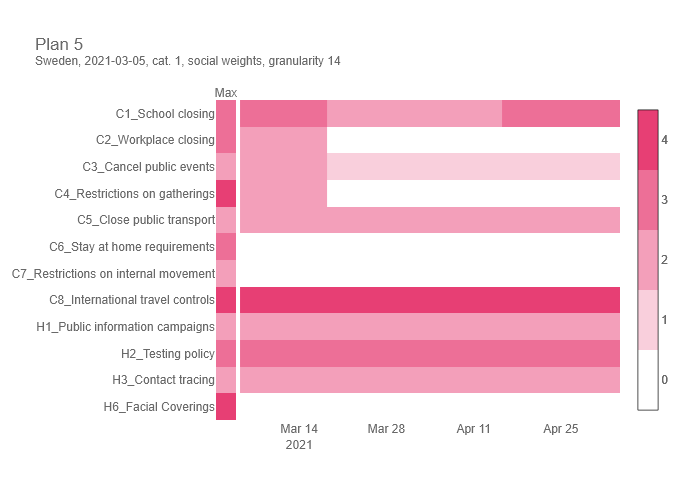 Plan 5
Sweden, 2021-03-05, cat. 1, social weights, granularity 14
Max
C1_School closing
C2_Workplace closing
C3_Cancel public events
C4_Restrictions on gatherings
C5_Close public transport
C6_Stay at home requirements
C7_Restrictions on internal movement
C8_International travel controls
H1_Public information campaigns
H2_Testing policy
H3_Contact tracing
H6_Facial Coverings
Mar 14 Mar 28 Apr 11 Apr 25
2021
4
3
2
1
0